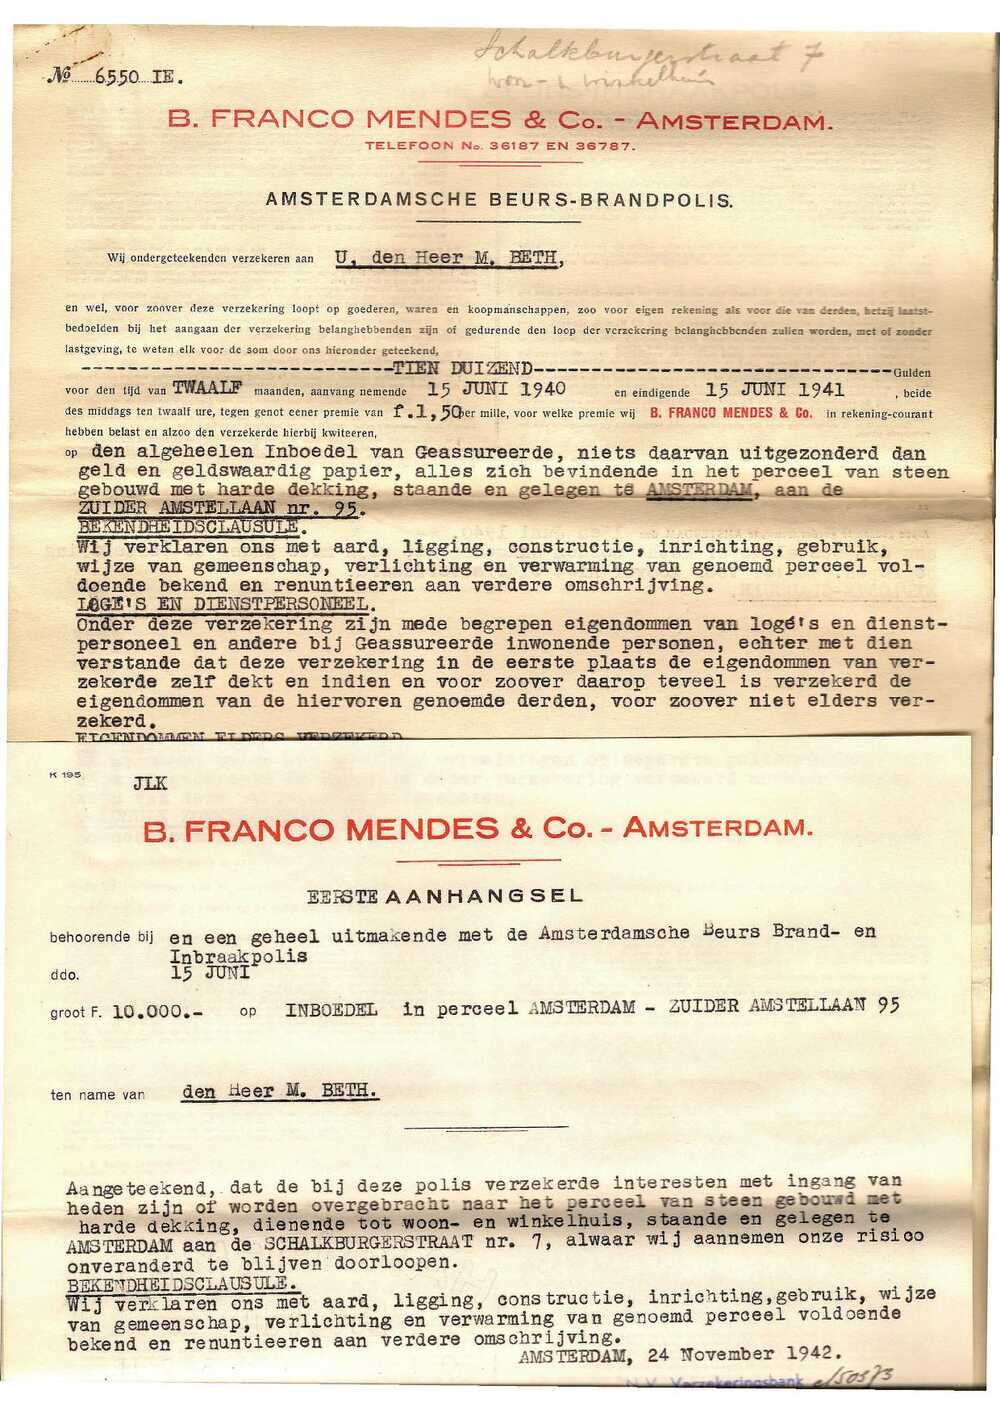 Schalkburgerstraat 7
woon- & winkelhuis
No 6550 IE.
B. FRANCO MENDES & Co. - AMSTERDAM.
TELEFOON No. 36187 EN 36787.
AMSTERDAMSCHE BEURS-BRANDPOLIS.
Wij ondergeteekenden verzekeren aan U, den Heer M. BETH,
en wel, voor zoover deze verzekering loopt op goederen, waren en koopmanschappen, zoo voor eigen rekening als voor die van derden, hetzij laatst-
bedoelden bij het aangaan der verzekering belanghebbenden zijn of gedurende den loop der verzekering belanghebbenden zullen worden, met of zonder
lastgeving, te weten elk voor de som door ons hieronder geteekend,
---------------------------TIEN DUIZEND--------------------------------Gulden
voor den tijd van TWAALF maanden, aanvang nemende 15 JUNI 1940 en eindigende 15 JUNI 1941, beide
des middags ten twaalf ure, tegen genot eener premie van f.1,50 per mille, voor welke premie wij B. FRANCO MENDES & Co. in rekening-courant
hebben belast en alzoo den verzekerde hierbij kwiteeren,
op den algeheelen Inboedel van Geassureerde, niets daarvan uitgezonderd dan
geld en geldswaardig papier, alles zich bevindende in het perceel van steen
gebouwd met harde dekking, staande en gelegen te AMSTERDAM, aan de
ZUIDER AMSTELLAAN nr. 95.
BEKENDHEIDSCLAUSULE.
Wij verklaren ons met aard, ligging, constructie, inrichting, gebruik,
wijze van gemeenschap, verlichting en verwarming van genoemd perceel vol-
doende bekend en renuntieeren aan verdere omschrijving.
LOGE'S EN DIENSTPERSONEEL.
Onder deze verzekering zijn mede begrepen eigendommen van logé's en dienst-
personeel en andere bij Geassureerde inwonende personen, echter met dien
verstande dat deze verzekering in de eerste plaats de eigendommen van ver-
zekerde zelf dekt en indien en voor zoover daarop teveel is verzekerd de
eigendommen van de hiervoren genoemde derden, voor zoover niet elders ver-
zekerd.
EIGENDOMMEN ELDERS VERZEKERD
K 195
JLK
B. FRANCO MENDES & Co. - AMSTERDAM.
EERSTE AANHANGSEL
behoorende bij en een geheel uitmakende met de Amsterdamsche Beurs Brand- en
Inbraakpolis
ddo. 15 JUNI
groot F. 10.000.- op INBOEDEL in perceel AMSTERDAM - ZUIDER AMSTELLAAN 95
ten name van den Heer M. BETH.
Aangeteekend, dat de bij deze polis verzekerde interesten met ingang van
heden zijn of worden overgebracht naar het perceel van steen gebouwd met
harde dekking, dienende tot woon- en winkelhuis, staande en gelegen te
AMSTERDAM aan de SCHALKBURGERSTRAAT nr. 7, alwaar wij aannemen onze risico
onveranderd te blijven doorloopen.
BEKENDHEIDSCLAUSULE.
Wij verklaren ons met aard, ligging, constructie, inrichting,gebruik, wijze
van gemeenschap, verlichting en verwarming van genoemd perceel voldoende
bekend en renuntieeren aan verdere omschrijving.
AMSTERDAM, 24 November 1942.
N.V. Verzekeringsbank